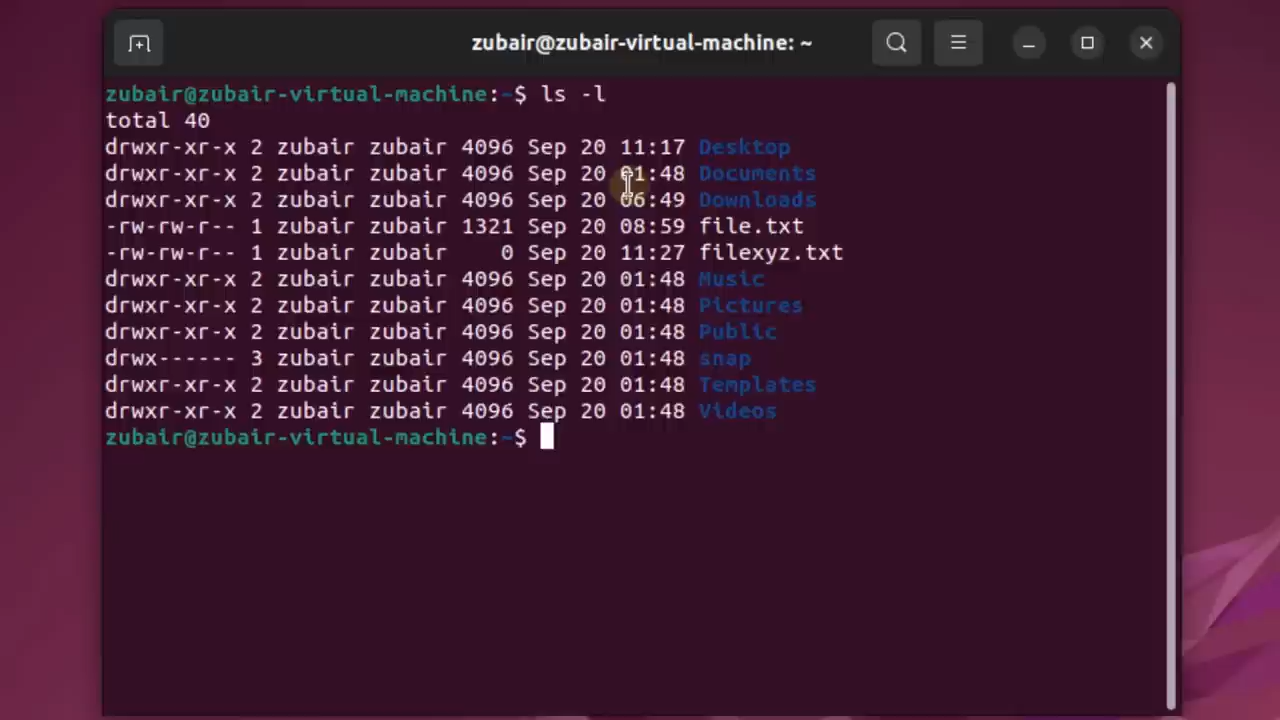 zubair@zubair-virtual-machine: ~
zubair@zubair-virtual-machine:~$ ls -l
total 40
drwxr-xr-x 2 zubair zubair 4096 Sep 20 11:17 Desktop
drwxr-xr-x 2 zubair zubair 4096 Sep 20 01:48 Documents
drwxr-xr-x 2 zubair zubair 4096 Sep 20 06:49 Downloads
-rw-rw-r-- 1 zubair zubair 1321 Sep 20 08:59 file.txt
-rw-rw-r-- 1 zubair zubair    0 Sep 20 11:27 filexyz.txt
drwxr-xr-x 2 zubair zubair 4096 Sep 20 01:48 Music
drwxr-xr-x 2 zubair zubair 4096 Sep 20 01:48 Pictures
drwxr-xr-x 2 zubair zubair 4096 Sep 20 01:48 Public
drwx------ 3 zubair zubair 4096 Sep 20 01:48 snap
drwxr-xr-x 2 zubair zubair 4096 Sep 20 01:48 Templates
drwxr-xr-x 2 zubair zubair 4096 Sep 20 01:48 Videos
zubair@zubair-virtual-machine:~$